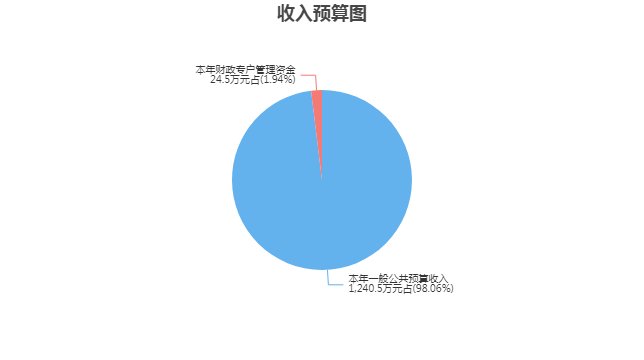 收入预算图
本年财政专户管理资金
24.5万元占(1.94%)
本年一般公共预算收入
1,240.5万元占(98.06%)